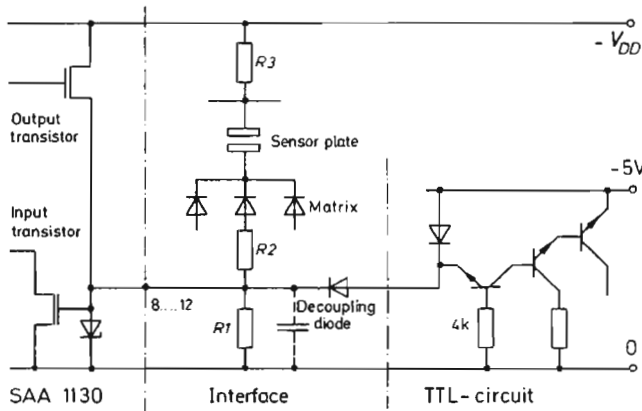 - VDD
R3
Output
transistor
Sensor plate
-5V
Matrix
Input
transistor
R2
8....12
Decoupling
diode
R1
4k
0
SAA 1130
Interface
TTL-circuit